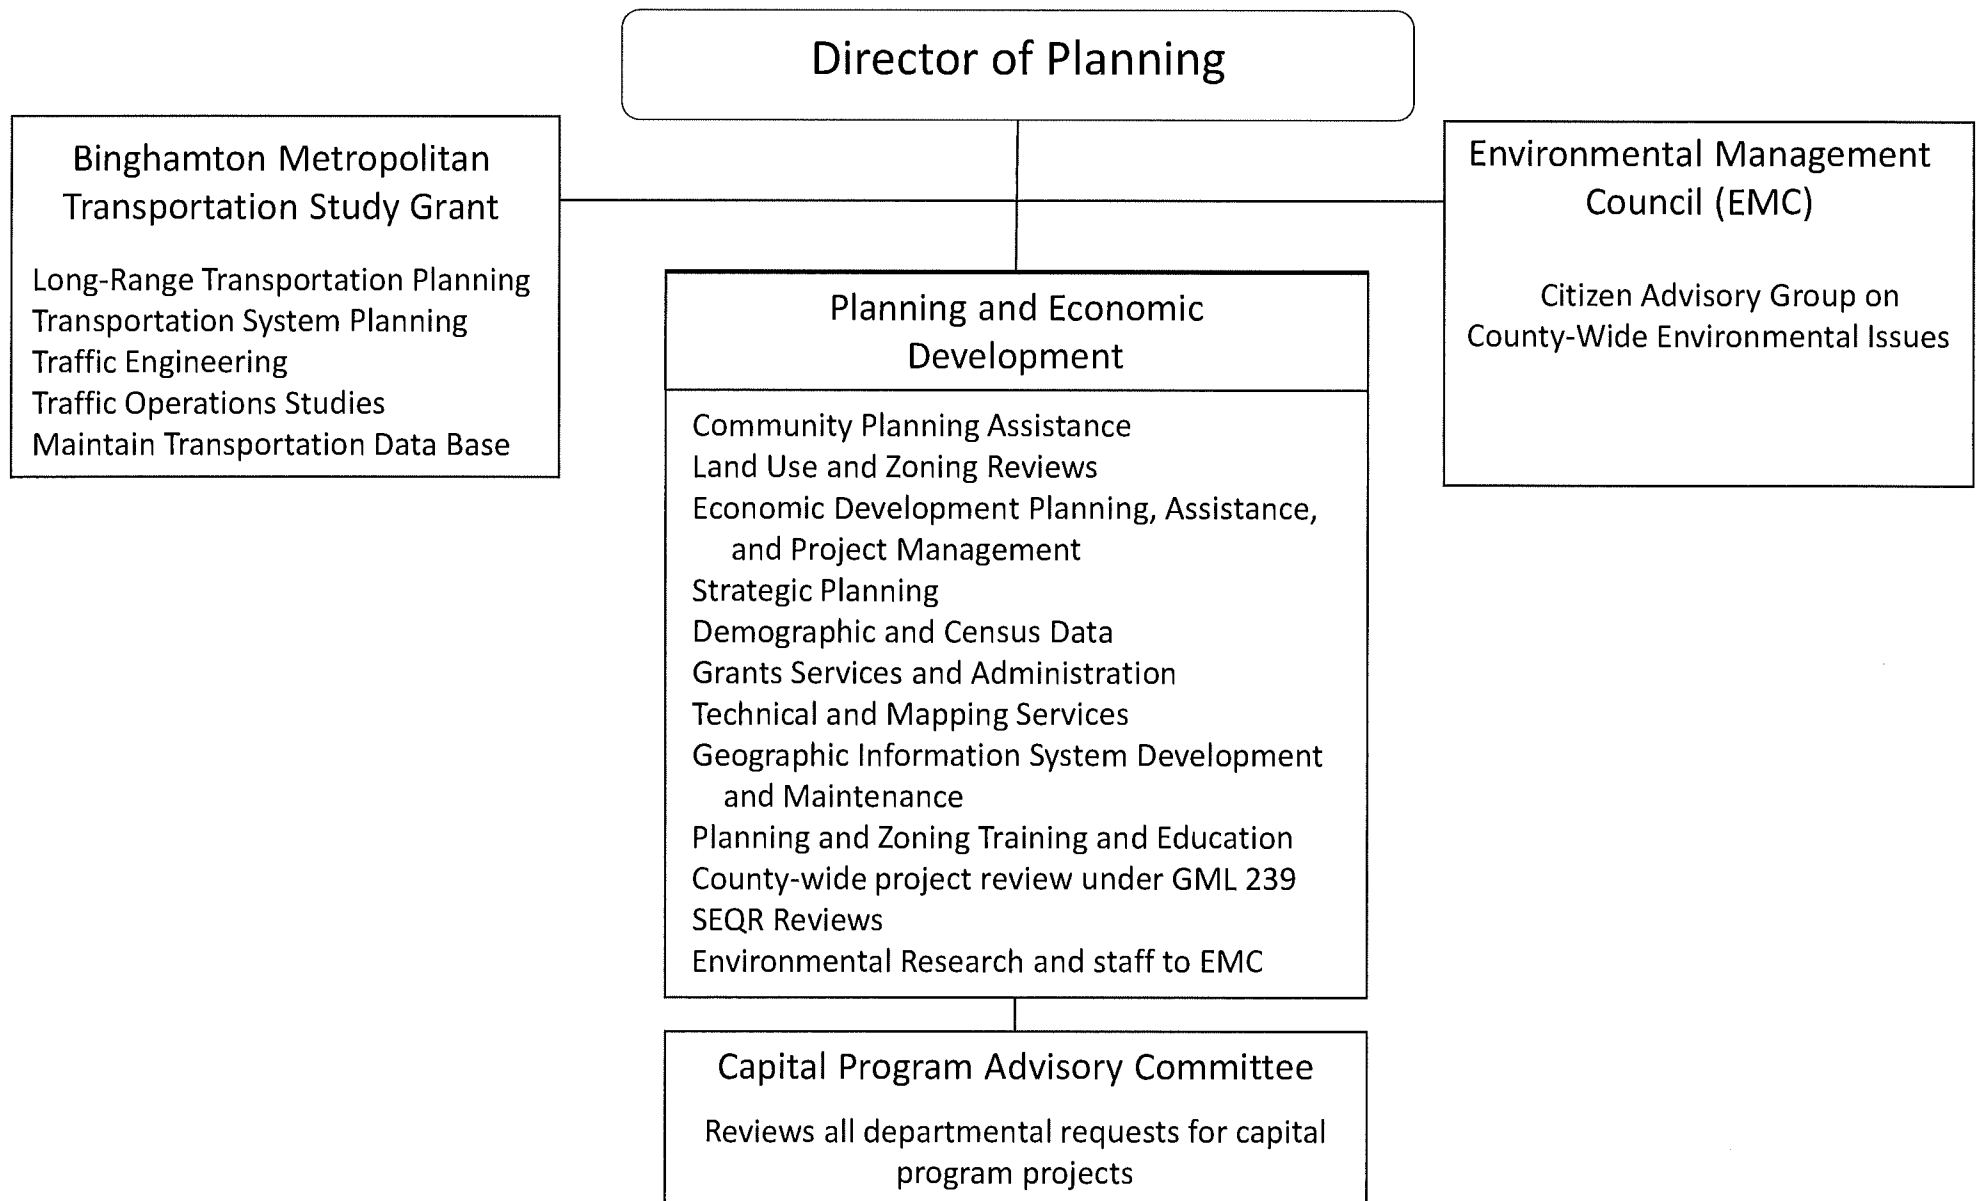 Director of Planning
Binghamton Metropolitan
Transportation Study Grant
Long-Range Transportation Planning
Transportation System Planning
Traffic Engineering
Traffic Operations Studies
Maintain Transportation Data Base
Environmental Management
Council (EMC)
Citizen Advisory Group on
County-Wide Environmental Issues
Planning and Economic
Development
Community Planning Assistance
Land Use and Zoning Reviews
Economic Development Planning, Assistance,
and Project Management
Strategic Planning
Demographic and Census Data
Grants Services and Administration
Technical and Mapping Services
Geographic Information System Development
and Maintenance
Planning and Zoning Training and Education
County-wide project review under GML 239
SEQR Reviews
Environmental Research and staff to EMC
Capital Program Advisory Committee
Reviews all departmental requests for capital
program projects